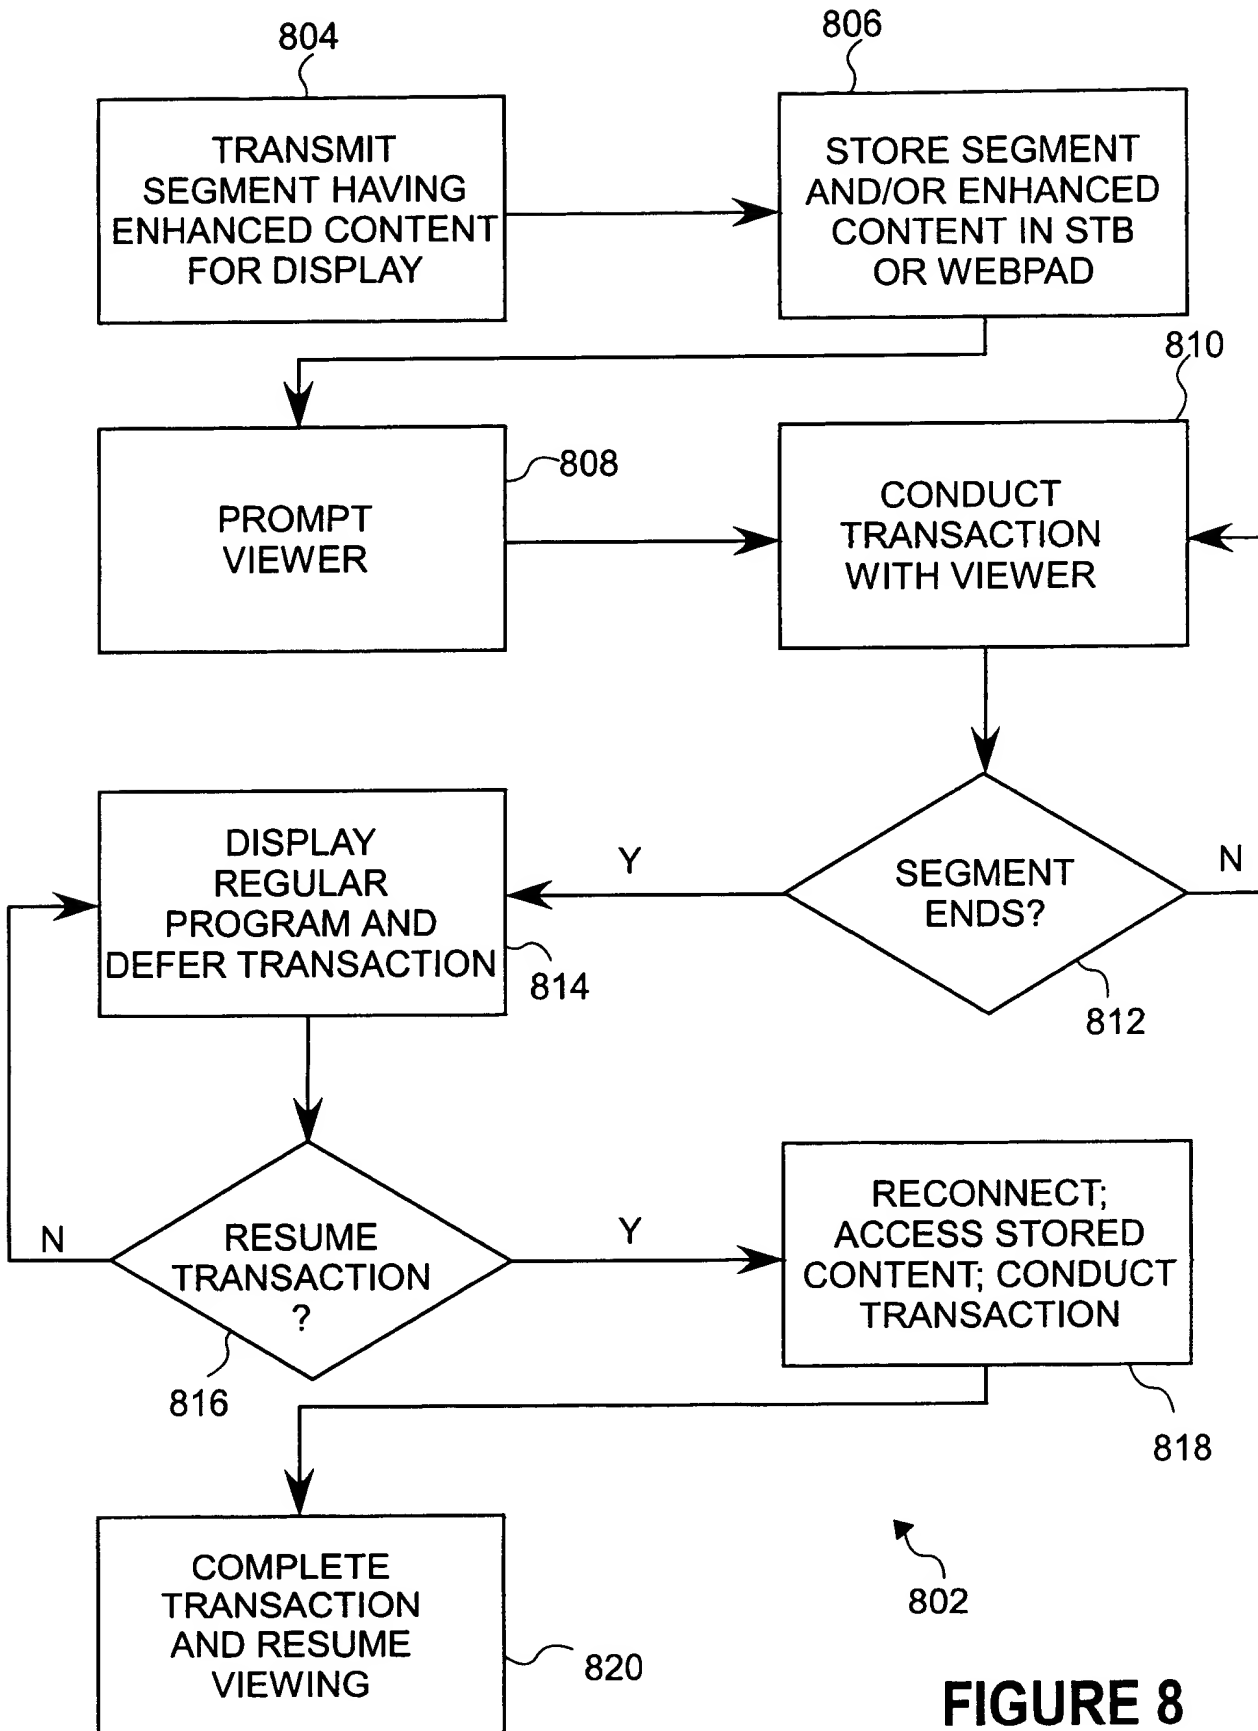 804
806
TRANSMIT
SEGMENT HAVING
ENHANCED CONTENT
FOR DISPLAY
STORE SEGMENT
AND/OR ENHANCED
CONTENT IN STB
OR WEBPAD
810
808
PROMPT
VIEWER
CONDUCT
TRANSACTION
WITH VIEWER
DISPLAY
REGULAR
PROGRAM AND
DEFER TRANSACTION
814
Y
SEGMENT
ENDS?
N
812
N
RESUME
TRANSACTION
?
816
Y
RECONNECT;
ACCESS STORED
CONTENT; CONDUCT
TRANSACTION
818
COMPLETE
TRANSACTION
AND RESUME
VIEWING
820
802
FIGURE 8